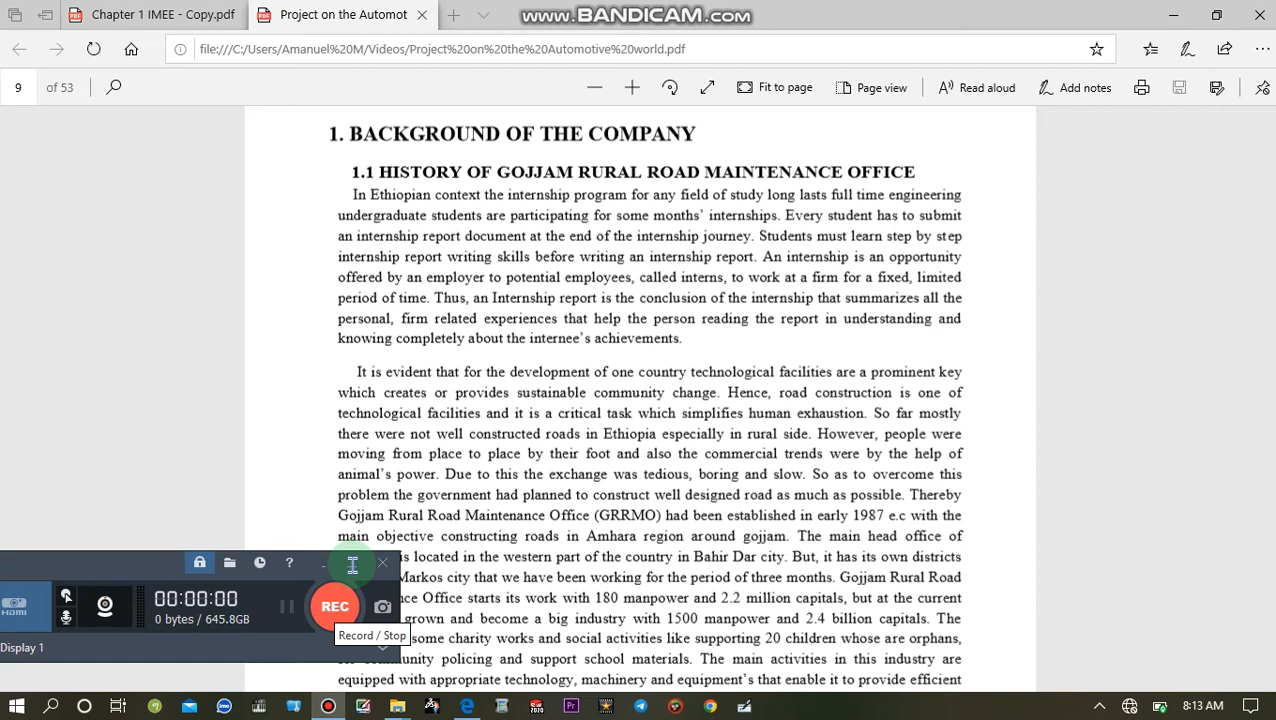 Chapter 1 IMEE - Copy.pdf
Project on the Automot
www.BANDICAM.com
file:///C:/Users/Amanuel%20M/Videos/Project%20on%20the%20Automotive%20world.pdf
9 of 53
Fit to page
Page view
Read aloud
Add notes
1. BACKGROUND OF THE COMPANY
1.1 HISTORY OF GOJJAM RURAL ROAD MAINTENANCE OFFICE
In Ethiopian context the internship program for any field of study long lasts full time engineering
undergraduate students are participating for some months' internships. Every student has to submit
an internship report document at the end of the internship journey. Students must learn step by step
internship report writing skills before writing an internship report. An internship is an opportunity
offered by an employer to potential employees, called interns, to work at a firm for a fixed, limited
period of time. Thus, an Internship report is the conclusion of the internship that summarizes all the
personal, firm related experiences that help the person reading the report in understanding and
knowing completely about the internee's achievements.
It is evident that for the development of one country technological facilities are a prominent key
which creates or provides sustainable community change. Hence, road construction is one of
technological facilities and it is a critical task which simplifies human exhaustion. So far mostly
there were not well constructed roads in Ethiopia especially in rural side. However, people were
moving from place to place by their foot and also the commercial trends were by the help of
animal's power. Due to this the exchange was tedious, boring and slow. So as to overcome this
problem the government had planned to construct well designed road as much as possible. Thereby
Gojjam Rural Road Maintenance Office (GRRMO) had been established in early 1987 e.c with the
main objective constructing roads in Amhara region around gojjam. The main head office of
is located in the western part of the country in Bahir Dar city. But, it has its own districts
Markos city that we have been working for the period of three months. Gojjam Rural Road
nce Office starts its work with 180 manpower and 2.2 million capitals, but at the current
grown and become a big industry with 1500 manpower and 2.4 billion capitals. The
some charity works and social activities like supporting 20 children whose are orphans,
policing and support school materials. The main activities in this industry are
equipped with appropriate technology, machinery and equipment's that enable it to provide efficient
HDMI
00:00:00
0 bytes / 645.8GB
REC
Record / Stop
Display 1
8:13 AM